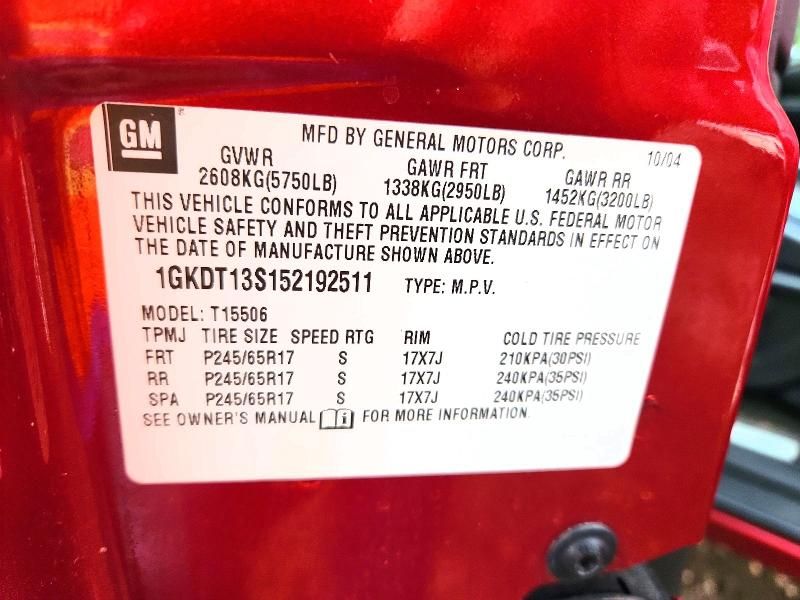 GM MFD BY GENERAL MOTORS CORP. 10/04
GVWR GAWR FRT GAWR RR
2608KG(5750LB) 1338KG(2950LB) 1452KG(3200LB)
THIS VEHICLE CONFORMS TO ALL APPLICABLE U.S. FEDERAL MOTOR
VEHICLE SAFETY AND THEFT PREVENTION STANDARDS IN EFFECT ON
THE DATE OF MANUFACTURE SHOWN ABOVE.
1GKDT13S152192511 TYPE: M.P.V.
MODEL: T15506
TPMJ TIRE SIZE SPEED RTG RIM COLD TIRE PRESSURE
FRT P245/65R17 S 17X7J 210KPA(30PSI)
RR P245/65R17 S 17X7J 240KPA(35PSI)
SPA P245/65R17 S 17X7J 240KPA(35PSI)
SEE OWNER'S MANUAL i FOR MORE INFORMATION.